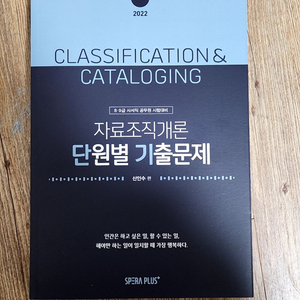 2022
CLASSIFICATION &
CATALOGING
8·9급 사서직 공무원 시험대비
자료조직개론
단원별 기출문제
신인수 편
인간은 하고 싶은 일, 할 수 있는 일,
해야만 하는 일이 일치할 때 가장 행복하다.
SPERA PLUS+